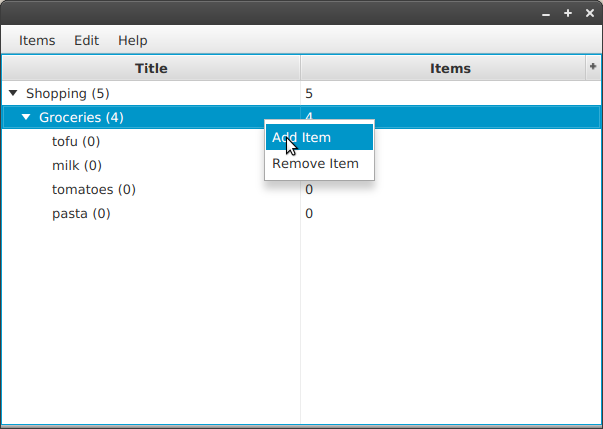 Items Edit Help
Title Items +
Shopping (5) 5
Groceries (4) 4
Add Item
tofu (0)
milk (0)
Remove Item
tomatoes (0) 0
pasta (0) 0